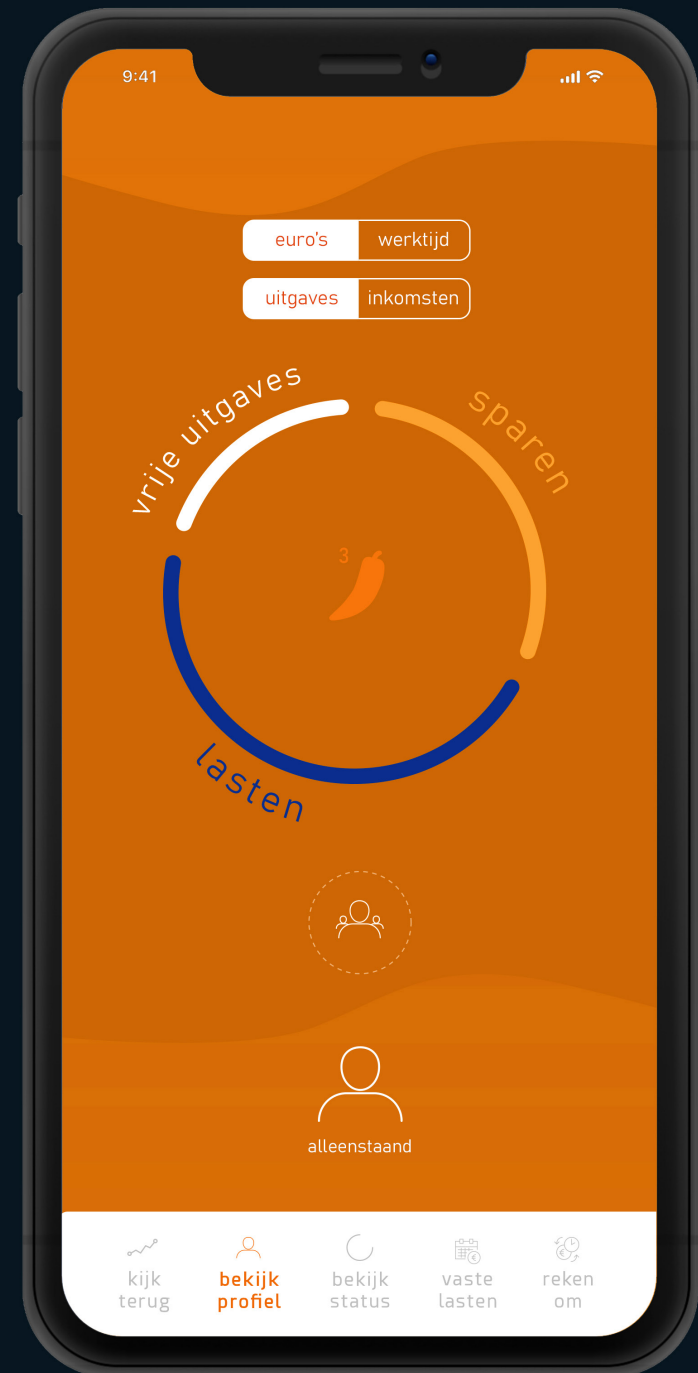 9:41
euro's werktijd
uitgaves inkomsten
vrije uitgaves
sparen
3
lasten
alleenstaand
kijk terug
bekijk profiel
bekijk status
vaste lasten
reken om